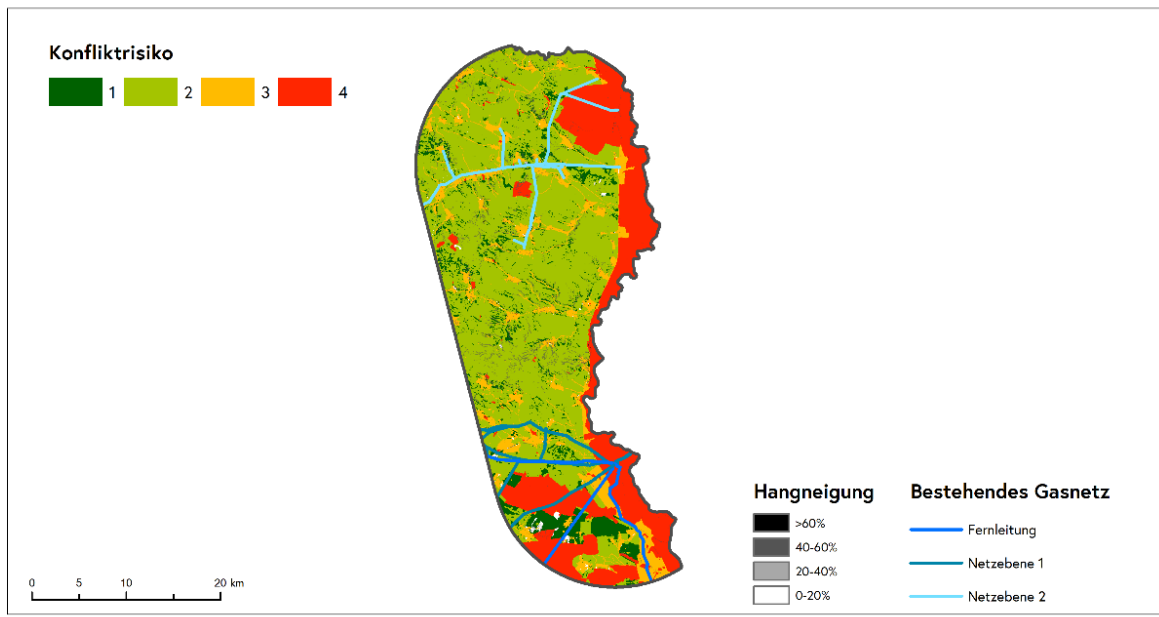 Konfliktrisiko
1 2 3 4
Hangneigung
>60%
40-60%
20-40%
0-20%
Bestehendes Gasnetz
Fernleitung
Netzebene 1
Netzebene 2
0 5 10 20 km